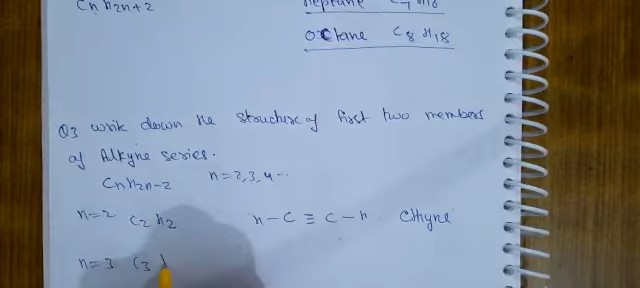 CnH2n+2
Heptane C7H18
Octane C8H18
Q3 write down the structure of first two members
of Alkyne series.
CnH2n-2 n=2,3,4--
n=2 C2H2 H-C≡C-H Ethyne
n=3 C3